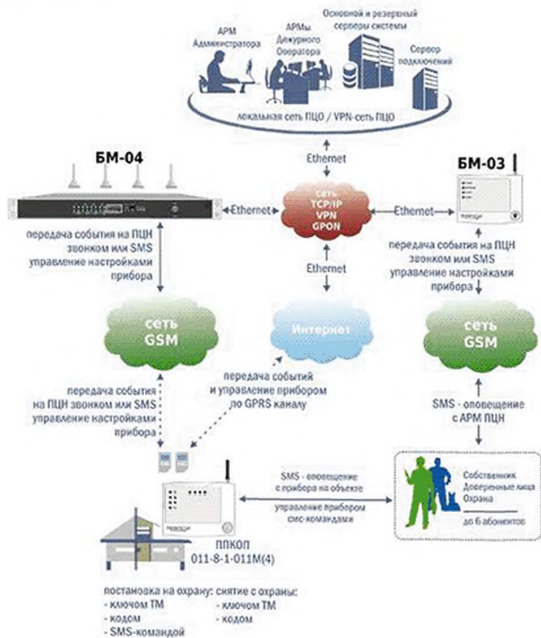 АРМ
Администратора
АРМы
Дежурного
Оператора
Основной и резервный
серверы системы
Сервер
подключений
локальная сеть ПЦО / VPN-сеть ПЦО
Ethernet
БМ-04
БМ-03
Ethernet
сеть
TCP/IP
VPN
GPON
Ethernet
передача события на ПЦН
звонком или SMS
управление настройками
прибора
Ethernet
передача события на ПЦН
звонком или SMS
управление настройками
прибора
сеть
GSM
Интернет
сеть
GSM
передача события
на ПЦН звонком или SMS
управление настройками
прибора
передача событий
и управление прибором
по GPRS каналу
SMS - оповещение
с АРМ ПЦН
SMS - оповещение
с прибора на объекте
управление прибором
смс-командами
Собственник
Доверенные лица
Охрана
до 6 абонентов
ППКОП
011-8-1-011М(4)
постановка на охрану: снятие с охраны:
- ключом ТМ - ключом ТМ
- кодом - кодом
- SMS-командой